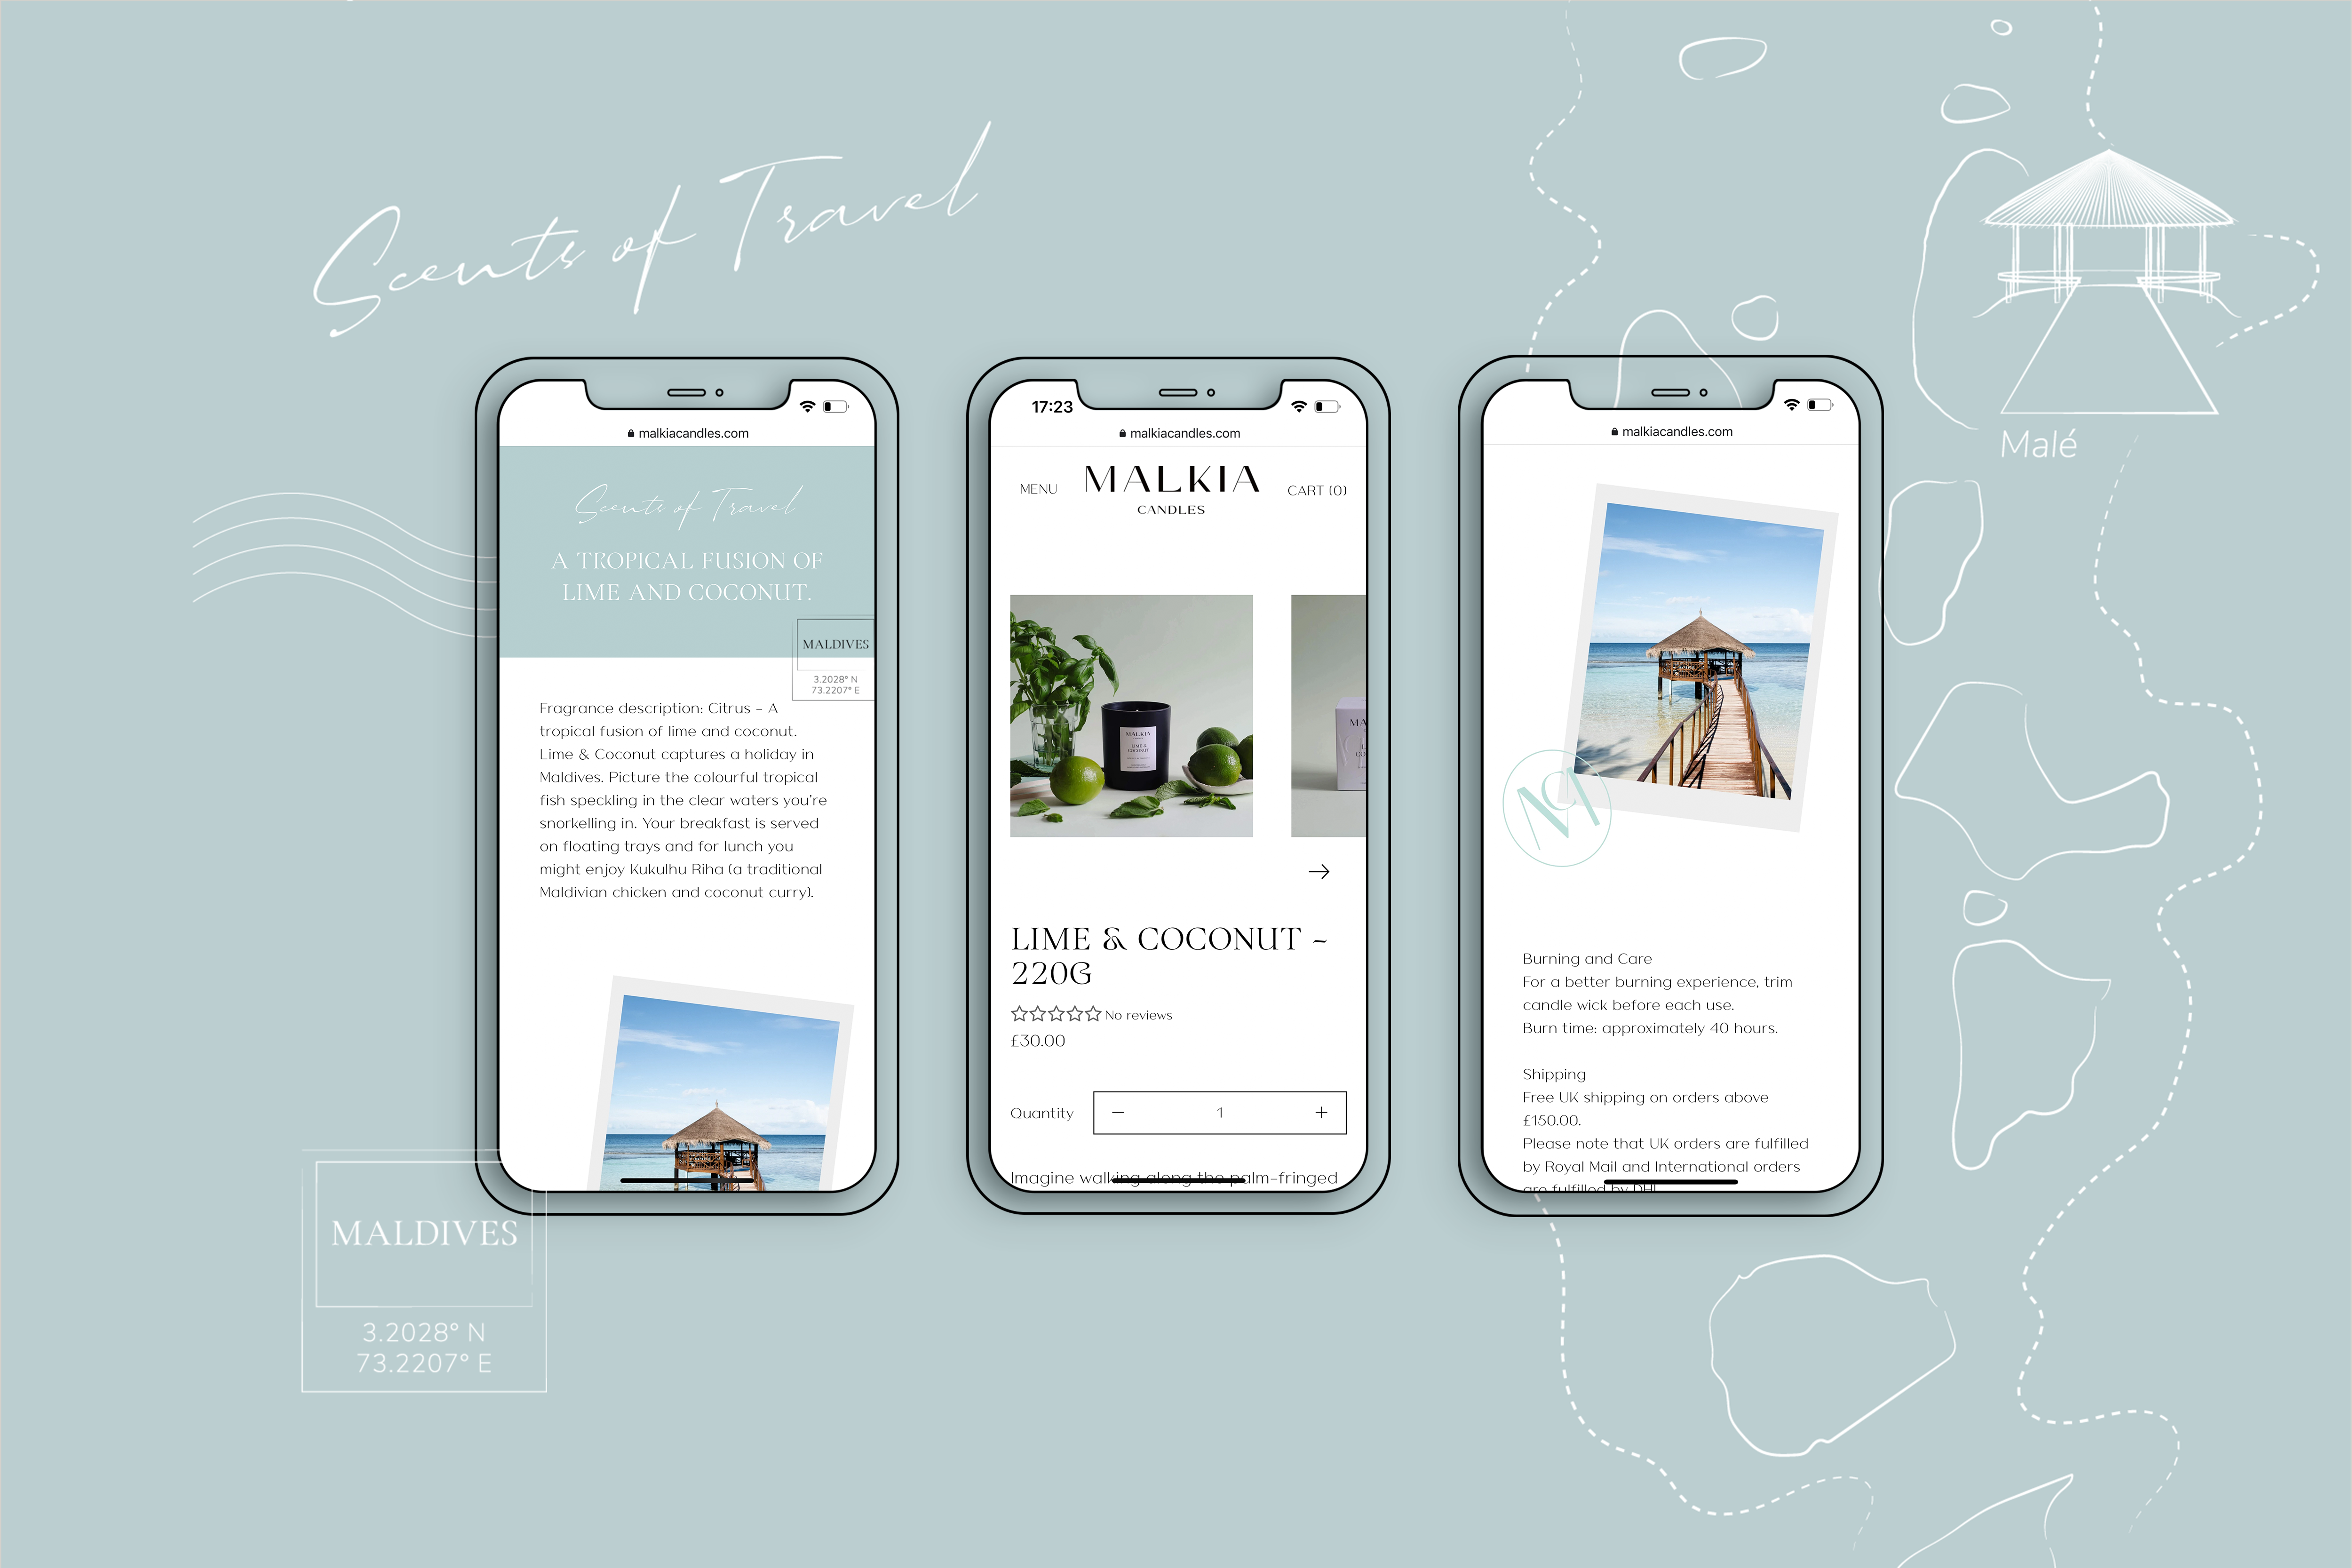 Scents of Travel
Malé
malkiacandles.com
Scents of Travel
A TROPICAL FUSION OF
LIME AND COCONUT.
MALDIVES
3.2028° N
73.2207° E
Fragrance description: Citrus - A
tropical fusion of lime and coconut.
Lime & Coconut captures a holiday in
Maldives. Picture the colourful tropical
fish speckling in the clear waters you're
snorkelling in. Your breakfast is served
on floating trays and for lunch you
might enjoy Kukulhu Riha (a traditional
Maldivian chicken and coconut curry).
17:23
malkiacandles.com
MENU
MALKIA
CANDLES
CART (0)
MALKIA
LIME &
COCONUT
MA
LIME & COCONUT -
220G
No reviews
£30.00
Quantity
1
Imagine walking along the palm-fringed
malkiacandles.com
MC
Burning and Care
For a better burning experience, trim
candle wick before each use.
Burn time: approximately 40 hours.
Shipping
Free UK shipping on orders above
£150.00.
Please note that UK orders are fulfilled
by Royal Mail and International orders
are fulfilled by DHL
MALDIVES
3.2028° N
73.2207° E